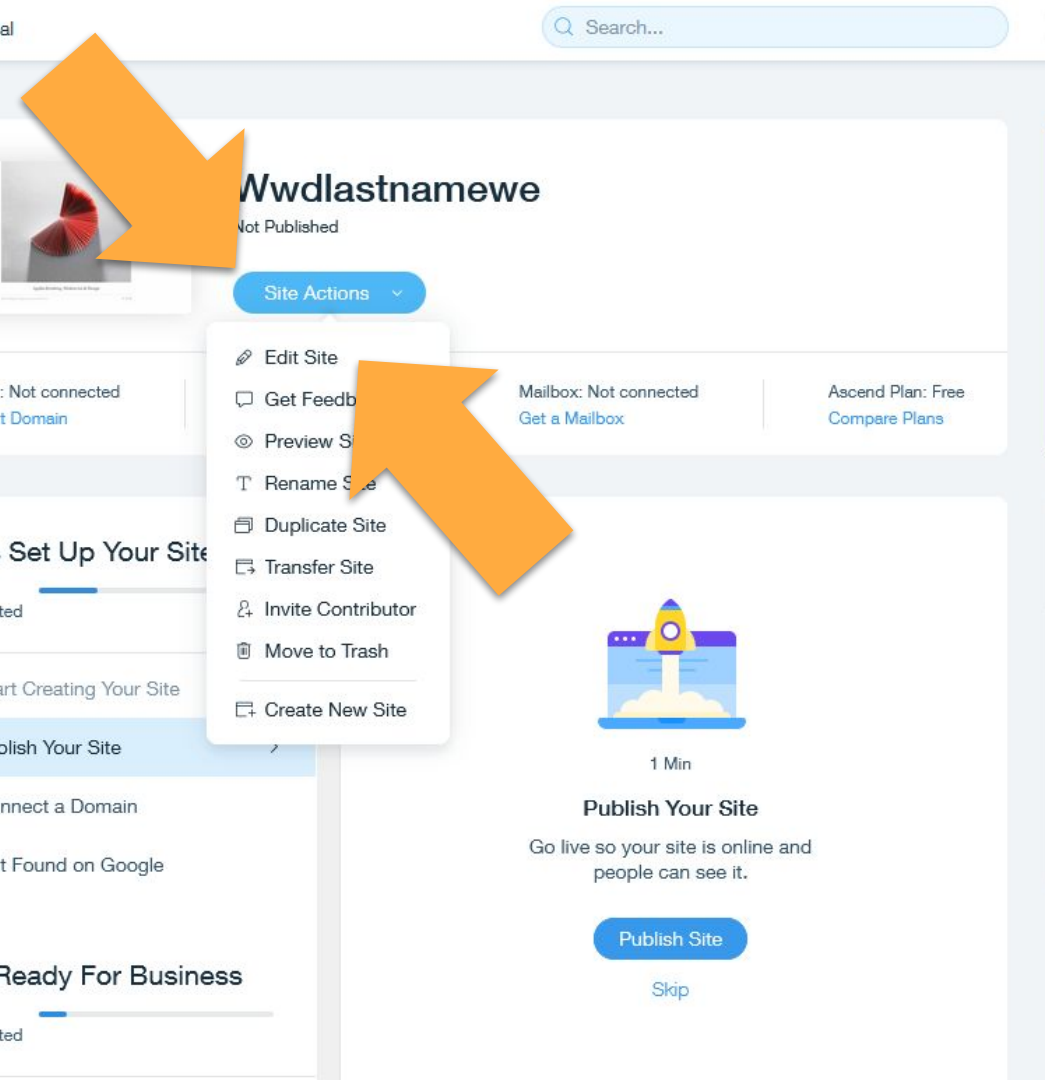 al
Search...
Wwdlastnamewe
Not Published
Site Actions
Edit Site
Get Feedb
Preview S
Rename Site
Duplicate Site
Transfer Site
Invite Contributor
Move to Trash
Create New Site
: Not connected
t Domain
Mailbox: Not connected
Get a Mailbox
Ascend Plan: Free
Compare Plans
Set Up Your Site
ted
art Creating Your Site
blish Your Site
nnect a Domain
t Found on Google
Ready For Business
ted
1 Min
Publish Your Site
Go live so your site is online and
people can see it.
Publish Site
Skip